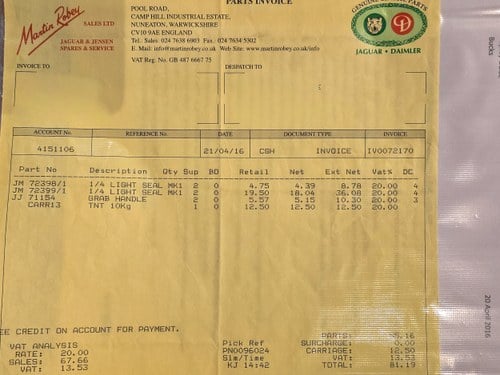 PARTS INVOICE
Martin Robey
SALES LTD
JAGUAR & JENSEN
SPARES & SERVICE
POOL ROAD,
CAMP HILL INDUSTRIAL ESTATE,
NUNEATON, WARWICKSHIRE
CV10 9AE ENGLAND
Tel: Sales: 024 7638 6903 Fax: 024 7634 5302
E. Mail: info@martinrobey.co.uk Web Site: www.martinrobey.co.uk/info
VAT Reg. No. GB 487 6667 75
GENUINE PARTS
JAGUAR • DAIMLER
INVOICE TO
DESPATCH TO
ACCOUNT No. REFERENCE No. DATE DOCUMENT TYPE INVOICE
4151106 21/04/16 CSH INVOICE IV0072170
Part No Description Qty Sup BO Retail Net Ext Net Vat% DC
JM 72398/1 1/4 LIGHT SEAL MK1 2 0 4.75 4.39 8.78 20.00 4
JM 72399/1 1/4 LIGHT SEAL MK1 2 0 19.50 18.04 36.08 20.00 4
JJ 71154 GRAB HANDLE 2 0 5.57 5.15 10.30 20.00 3
CARR13 TNT 10Kg 1 0 12.50 12.50 12.50 20.00
EE CREDIT ON ACCOUNT FOR PAYMENT.
VAT ANALYSIS
RATE: 20.00
SALES: 67.66
VAT: 13.53
Pick Ref
PN0096024
Slm/Time
KJ 14:42
PARTS: 5.16
SURCHARGE: 0.00
CARRIAGE: 12.50
VAT: 13.53
TOTAL: 81.19
Books
20 April 2016